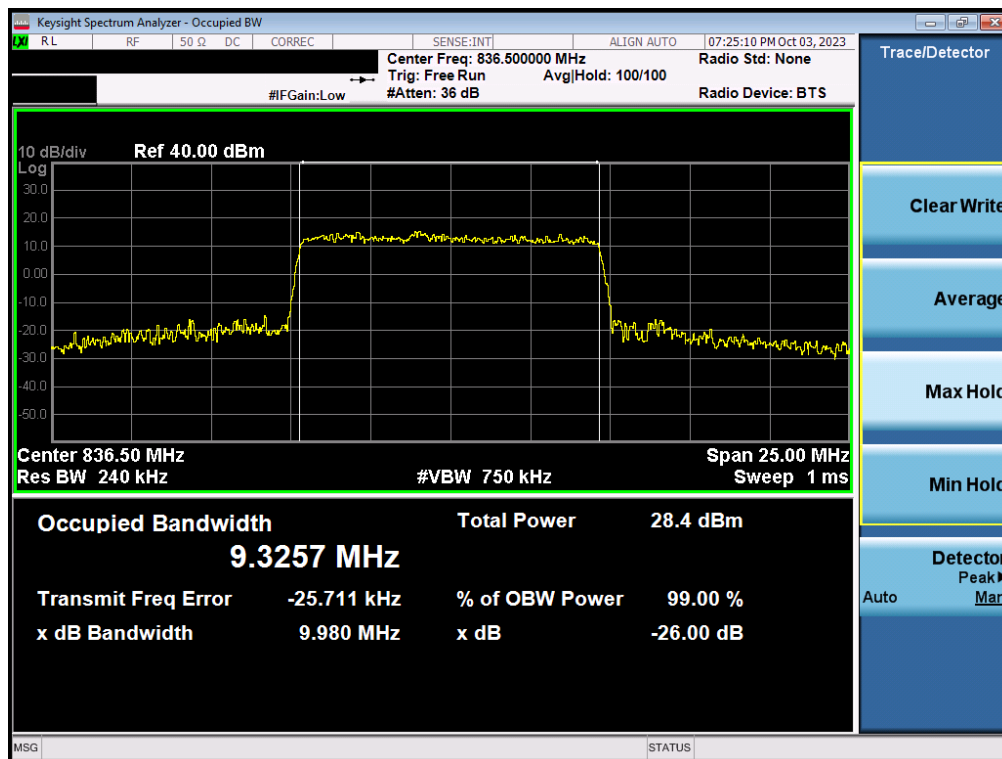 Keysight Spectrum Analyzer - Occupied BW
LXI RL RF 50 Ω DC CORREC SENSE:INT ALIGN AUTO 07:25:10 PM Oct 03, 2023
Center Freq: 836.500000 MHz Radio Std: None
Trig: Free Run Avg|Hold: 100/100
#IFGain:Low #Atten: 36 dB Radio Device: BTS
10 dB/div Ref 40.00 dBm
Log
30.0
20.0
10.0
0.00
-10.0
-20.0
-30.0
-40.0
-50.0
Center 836.50 MHz Span 25.00 MHz
Res BW 240 kHz #VBW 750 kHz Sweep 1 ms
Occupied Bandwidth Total Power 28.4 dBm
9.3257 MHz
Transmit Freq Error -25.711 kHz % of OBW Power 99.00 %
x dB Bandwidth 9.980 MHz x dB -26.00 dB
MSG STATUS
Trace/Detector
Clear Write
Average
Max Hold
Min Hold
Detector
Peak
Auto Man